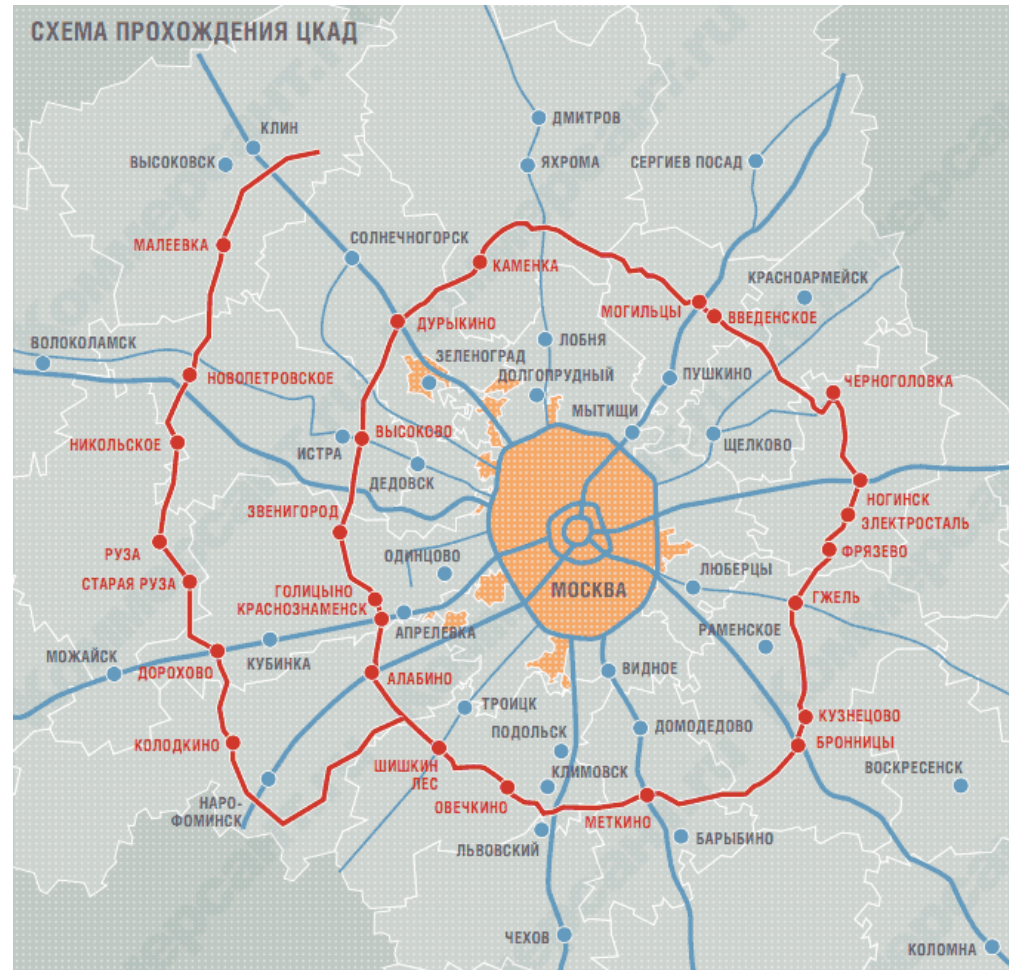 СХЕМА ПРОХОЖДЕНИЯ ЦКАД
КЛИН
ДМИТРОВ
ВЫСОКОВСК
ЯХРОМА
СЕРГИЕВ ПОСАД
МАЛЕЕВКА
СОЛНЕЧНОГОРСК
КАМЕНКА
КРАСНОАРМЕЙСК
МОГИЛЬЦЫ
ВВЕДЕНСКОЕ
ДУРЫКИНО
ВОЛОКОЛАМСК
ЛОБНЯ
ЗЕЛЕНОГРАД
ДОЛГОПРУДНЫЙ
ПУШКИНО
НОВОПЕТРОВСКОЕ
ЧЕРНОГОЛОВКА
МЫТИЩИ
НИКОЛЬСКОЕ
ВЫСОКОВО
ЩЕЛКОВО
ИСТРА
ДЕДОВСК
НОГИНСК
ЗВЕНИГОРОД
ЭЛЕКТРОСТАЛЬ
РУЗА
ОДИНЦОВО
ФРЯЗЕВО
ЛЮБЕРЦЫ
СТАРАЯ РУЗА
ГОЛИЦЫНО
МОСКВА
КРАСНОЗНАМЕНСК
ГЖЕЛЬ
АПРЕЛЕВКА
РАМЕНСКОЕ
МОЖАЙСК
КУБИНКА
ДОРОХОВО
АЛАБИНО
ВИДНОЕ
ТРОИЦК
КУЗНЕЦОВО
ПОДОЛЬСК
ДОМОДЕДОВО
КОЛОДКИНО
БРОННИЦЫ
ШИШКИН
ЛЕС
КЛИМОВСК
ВОСКРЕСЕНСК
НАРО-
ФОМИНСК
ОВЕЧКИНО
МЕТКИНО
ЛЬВОВСКИЙ
БАРЫБИНО
ЧЕХОВ
КОЛОМНА